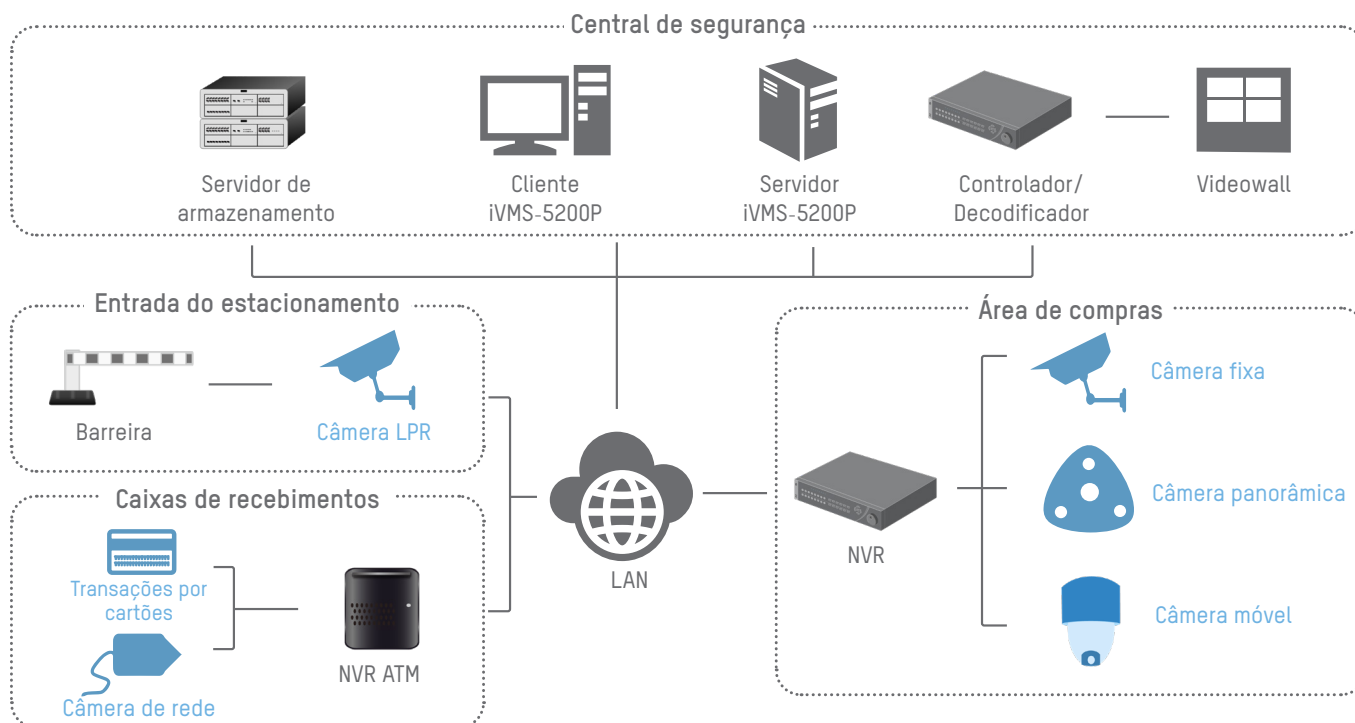 Central de segurança
Servidor de
armazenamento
Cliente
iVMS-5200P
Servidor
iVMS-5200P
Controlador/
Decodificador
Videowall
Entrada do estacionamento
Barreira
Câmera LPR
Caixas de recebimentos
Transações por
cartões
Câmera de rede
NVR ATM
LAN
Área de compras
NVR
Câmera fixa
Câmera panorâmica
Câmera móvel